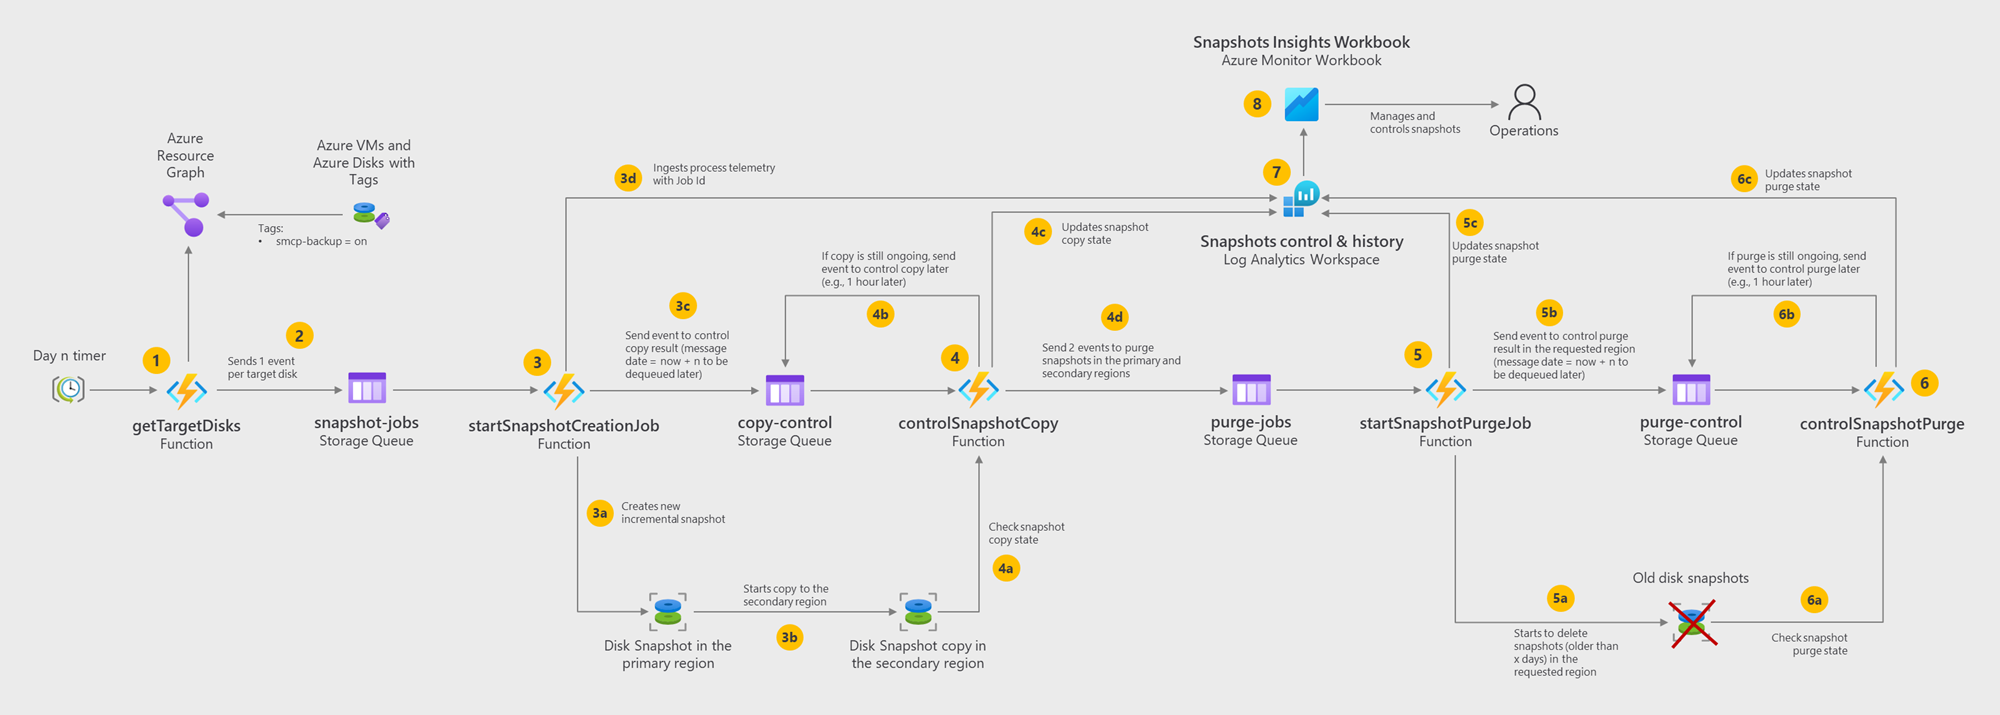 Snapshots Insights Workbook
Azure Monitor Workbook
8
Manages and
controls snapshots
Operations
Azure
Resource
Graph
Azure VMs and
Azure Disks with
Tags
Tags:
• smcp-backup = on
3d
Ingests process telemetry
with Job Id
7
Snapshots control & history
Log Analytics Workspace
4c
Updates snapshot
copy state
5c
Updates snapshot
purge state
6c
Updates snapshot
purge state
If copy is still ongoing, send
event to control copy later
(e.g., 1 hour later)
4b
If purge is still ongoing, send
event to control purge later
(e.g., 1 hour later)
6b
Day n timer
1
getTargetDisks
Function
2
Sends 1 event
per target disk
snapshot-jobs
Storage Queue
3
startSnapshotCreationJob
Function
3c
Send event to control
copy result (message
date = now + n to be
dequeued later)
copy-control
Storage Queue
4
controlSnapshotCopy
Function
4d
Send 2 events to purge
snapshots in the primary and
secondary regions
purge-jobs
Storage Queue
5
startSnapshotPurgeJob
Function
5b
Send event to control purge
result in the requested region
(message date = now + n to
be dequeued later)
purge-control
Storage Queue
6
controlSnapshotPurge
Function
3a
Creates new
incremental snapshot
Disk Snapshot in the
primary region
Starts copy to the
secondary region
3b
Disk Snapshot copy in
the secondary region
Check snapshot
copy state
4a
5a
Starts to delete
snapshots (older than
x days) in the
requested region
Old disk snapshots
6a
Check snapshot
purge state